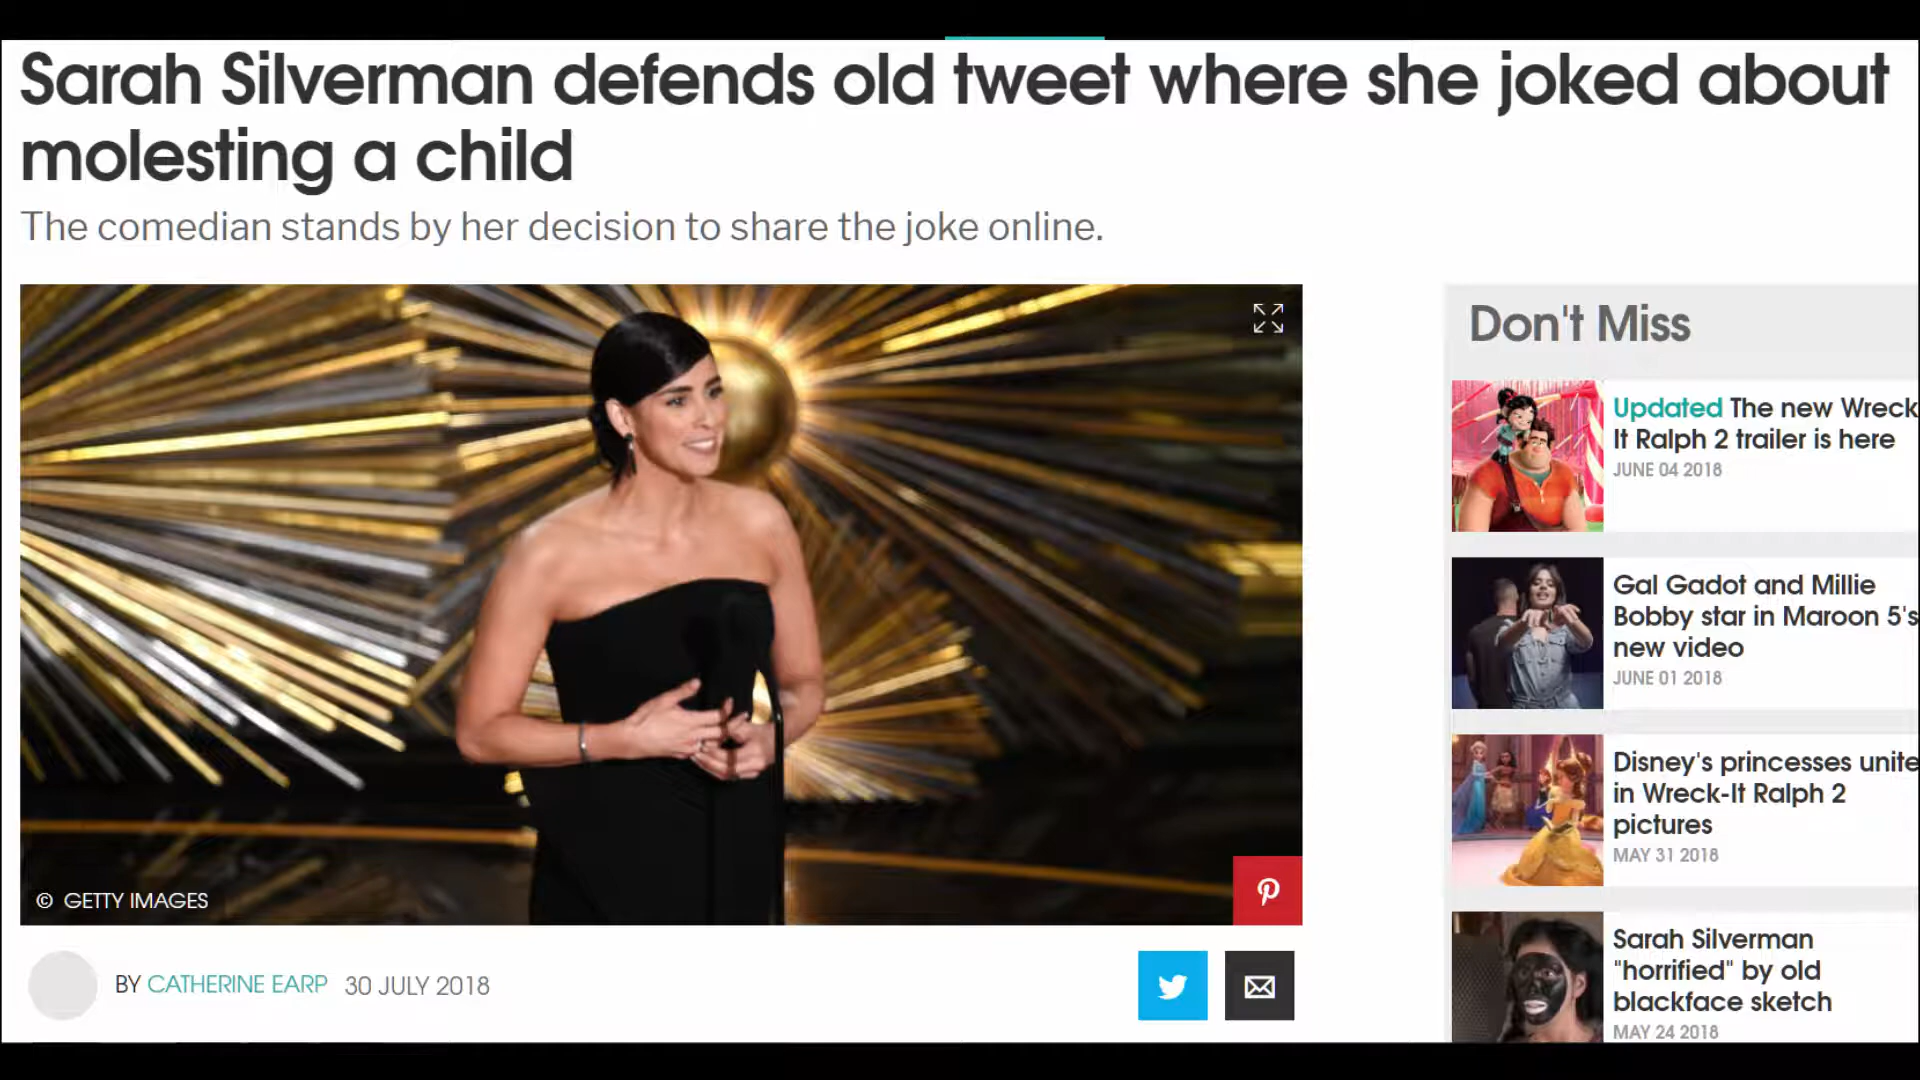 Sarah Silverman defends old tweet where she joked about
molesting a child
The comedian stands by her decision to share the joke online.
© GETTY IMAGES
BY CATHERINE EARP 30 JULY 2018
Don't Miss
Updated The new Wreck
It Ralph 2 trailer is here
JUNE 04 2018
Gal Gadot and Millie
Bobby star in Maroon 5's
new video
JUNE 01 2018
Disney's princesses unite
in Wreck-It Ralph 2
pictures
MAY 31 2018
Sarah Silverman
"horrified" by old
blackface sketch
MAY 24 2018